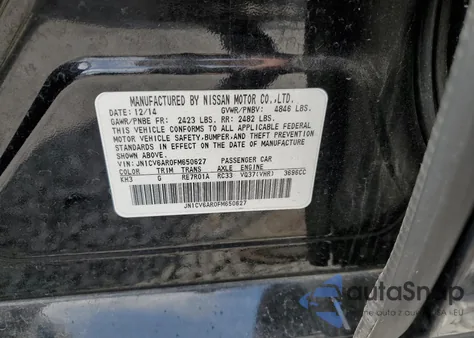 MANUFACTURED BY NISSAN MOTOR CO.,LTD.
DATE: 12/14 GVWR/PNBV: 4846 LBS.
GAWR/PNBE FR: 2423 LBS. RR: 2482 LBS.
THIS VEHICLE CONFORMS TO ALL APPLICABLE FEDERAL
MOTOR VEHICLE SAFETY,BUMPER,AND THEFT PREVENTION
STANDARDS IN EFFECT ON THE DATE OF MANUFACTURE
SHOWN ABOVE.
VIN: JN1CV6AR0FM650827 PASSENGER CAR
COLOR TRIM TRANS AXLE ENGINE
KH3 G RE7R01A RC33 VQ37(VHR) 3696CC
JN1CV6AR0FM650827
autoSnap